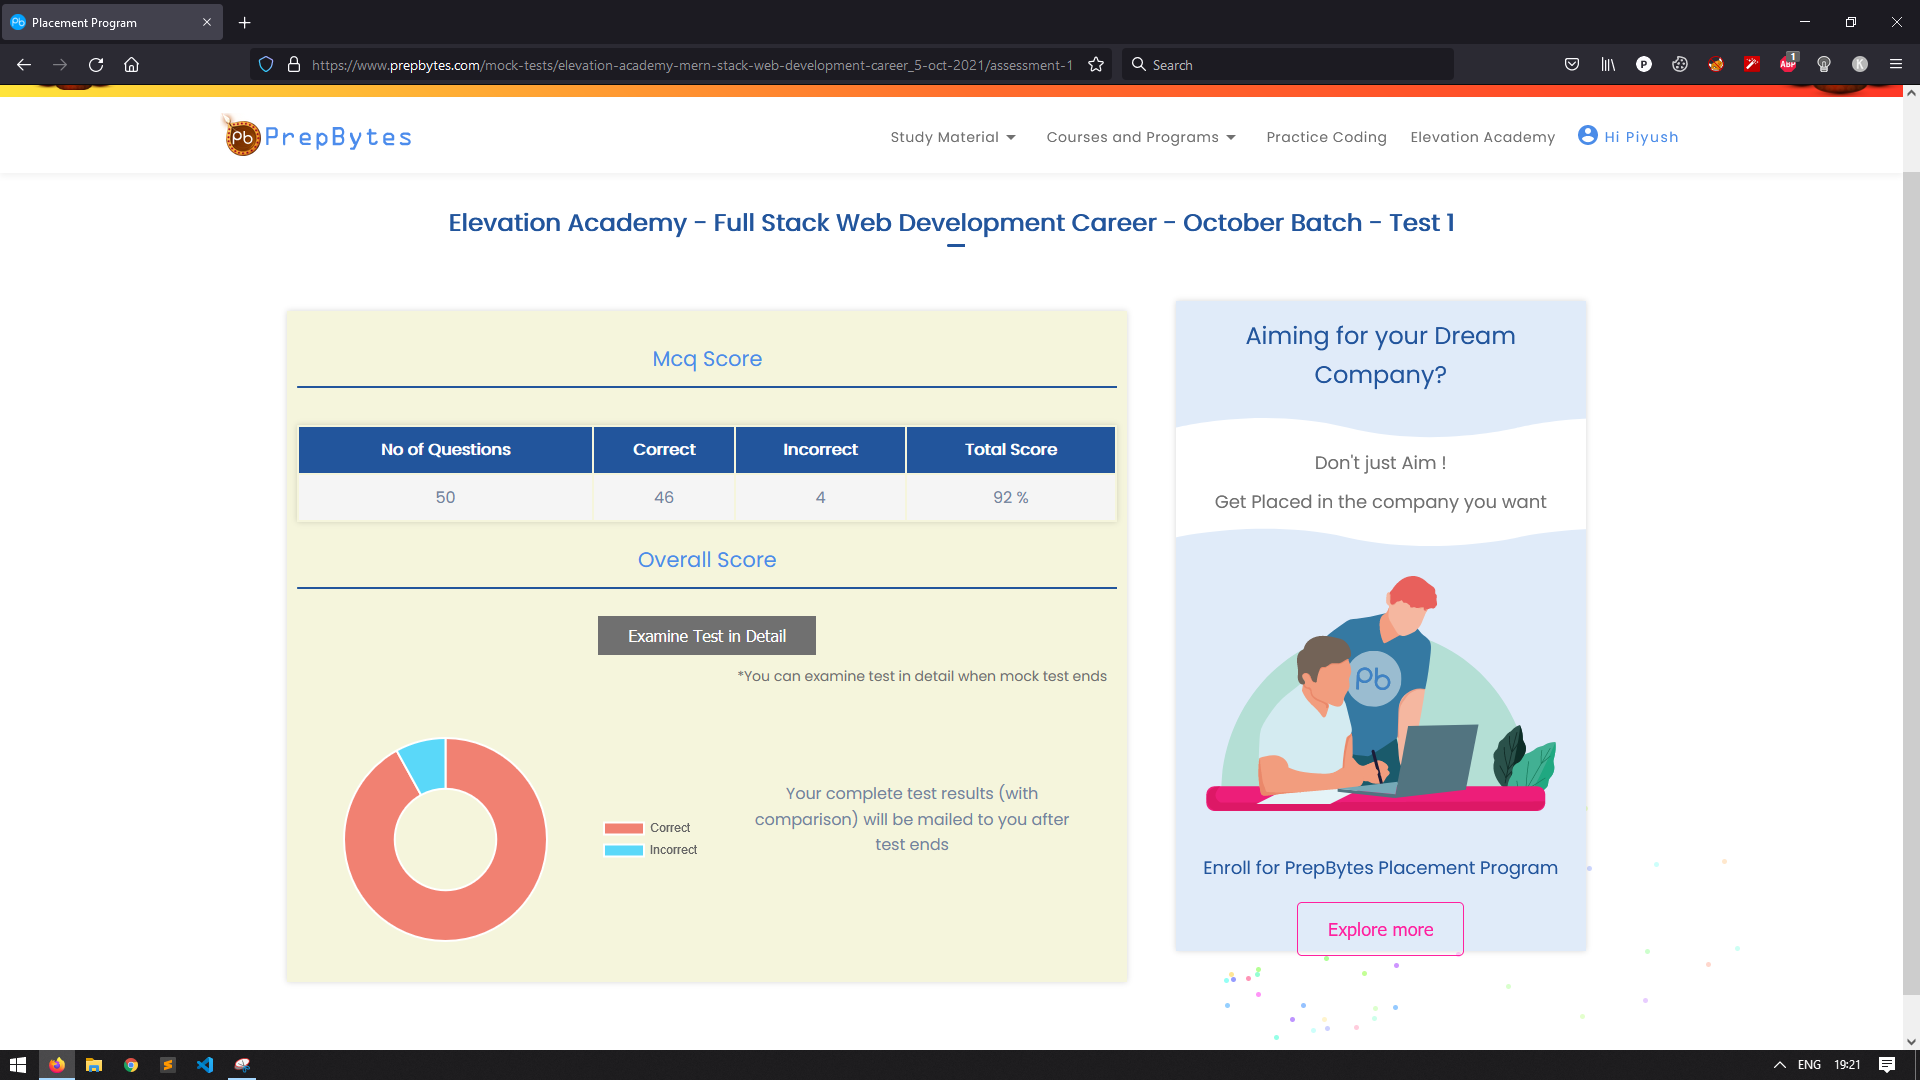 Placement Program
https://www.prepbytes.com/mock-tests/elevation-academy-mern-stack-web-development-career_5-oct-2021/assessment-1
Search
P
ABP
1
K
pb PrepBytes
Study Material
Courses and Programs
Practice Coding
Elevation Academy
Hi Piyush
Elevation Academy - Full Stack Web Development Career - October Batch - Test 1
Mcq Score
No of Questions Correct Incorrect Total Score
50 46 4 92 %
Overall Score
Examine Test in Detail
*You can examine test in detail when mock test ends
Correct
Incorrect
Your complete test results (with
comparison) will be mailed to you after
test ends
Aiming for your Dream
Company?
Don't just Aim !
Get Placed in the company you want
pb
Enroll for PrepBytes Placement Program
Explore more
ENG 19:21